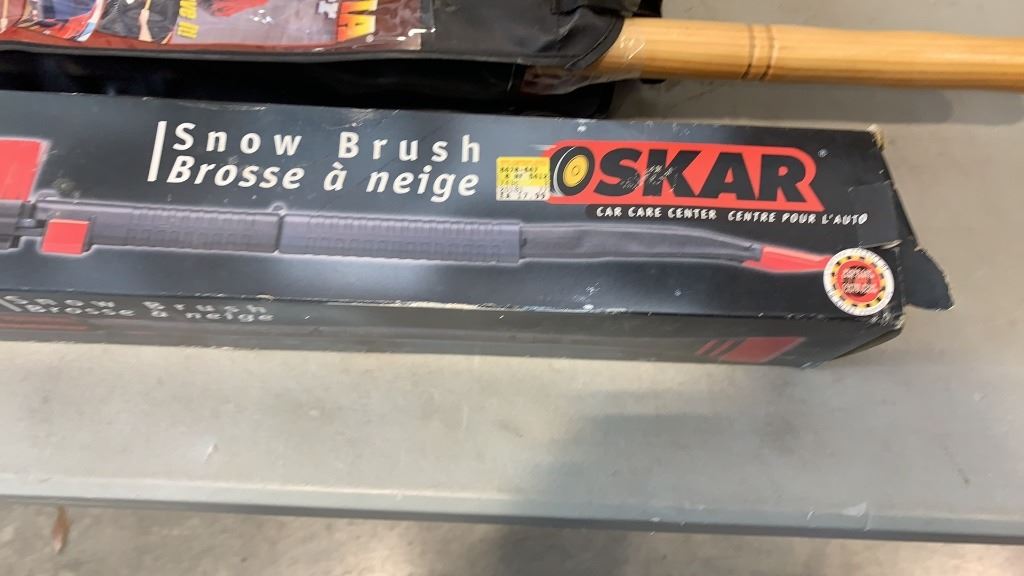 Snow Brush
Brosse à neige
OSKAR®
CAR CARE CENTER CENTRE POUR L'AUTO
Snow Brush
Brosse à neige